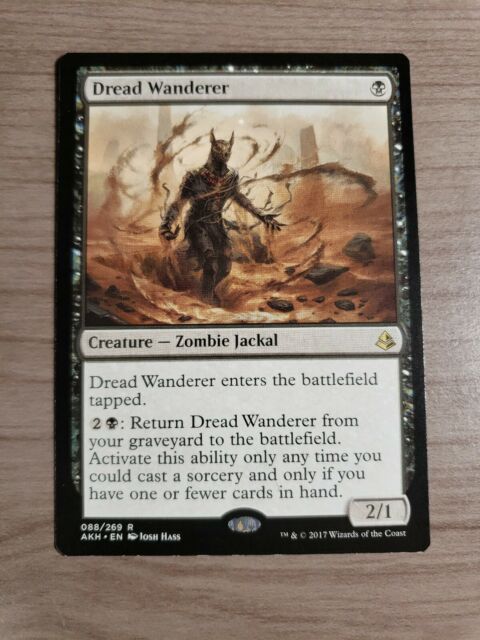 Dread Wanderer
Creature — Zombie Jackal
Dread Wanderer enters the battlefield
tapped.
2: Return Dread Wanderer from
your graveyard to the battlefield.
Activate this ability only any time you
could cast a sorcery and only if you
have one or fewer cards in hand.
2/1
088/269 R
AKH • EN Josh Hass
™ & © 2017 Wizards of the Coast